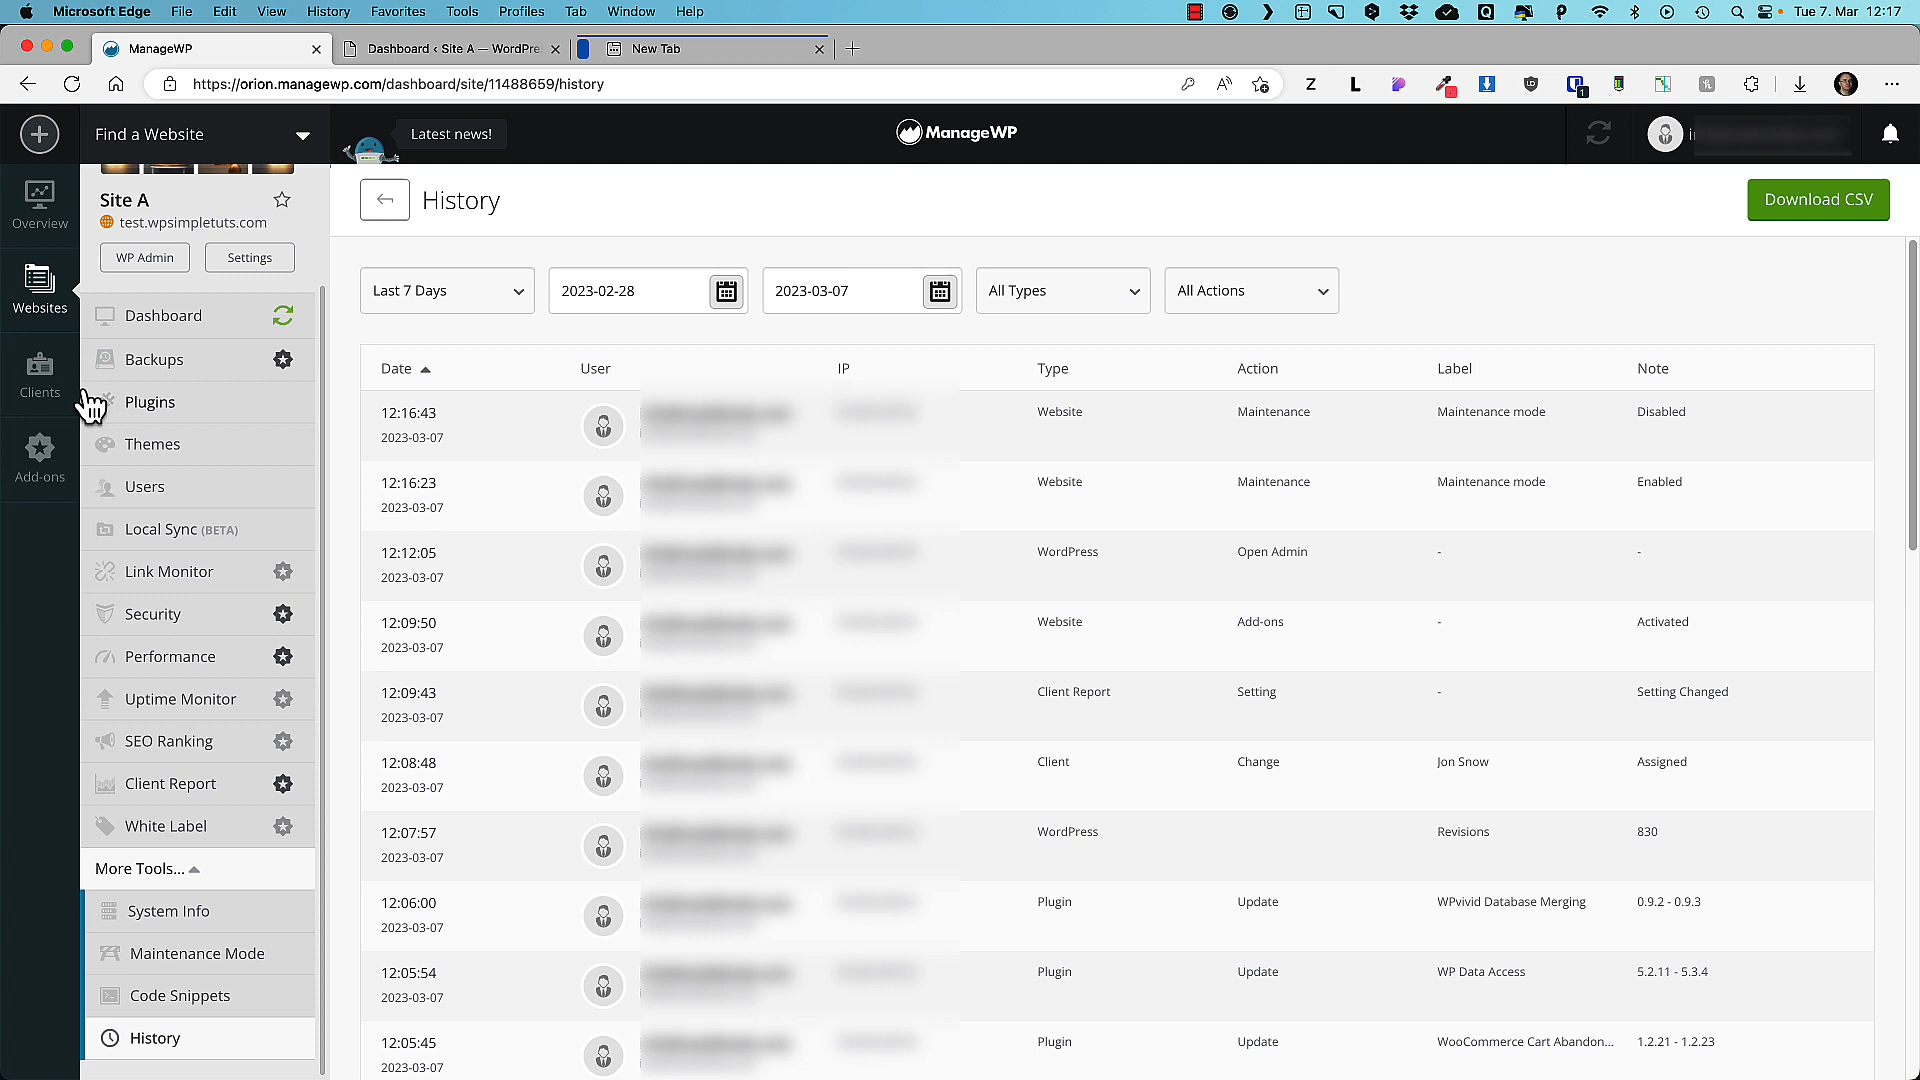 Microsoft Edge File Edit View History Favorites Tools Profiles Tab Window Help
Tue 7. Mar 12:17
ManageWP
Dashboard ‹ Site A — WordPre
New Tab
https://orion.managewp.com/dashboard/site/11488659/history
Find a Website
Latest news!
ManageWP
Overview
Websites
Clients
Add-ons
Site A
test.wpsimpletuts.com
WP Admin
Settings
Dashboard
Backups
Plugins
Themes
Users
Local Sync (BETA)
Link Monitor
Security
Performance
Uptime Monitor
SEO Ranking
Client Report
White Label
More Tools...
System Info
Maintenance Mode
Code Snippets
History
History
Download CSV
Last 7 Days
2023-02-28
2023-03-07
All Types
All Actions
Date User IP Type Action Label Note
12:16:43 Website Maintenance Maintenance mode Disabled
2023-03-07
12:16:23 Website Maintenance Maintenance mode Enabled
2023-03-07
12:12:05 WordPress Open Admin - -
2023-03-07
12:09:50 Website Add-ons - Activated
2023-03-07
12:09:43 Client Report Setting - Setting Changed
2023-03-07
12:08:48 Client Change Jon Snow Assigned
2023-03-07
12:07:57 WordPress Revisions 830
2023-03-07
12:06:00 Plugin Update WPvivid Database Merging 0.9.2 - 0.9.3
2023-03-07
12:05:54 Plugin Update WP Data Access 5.2.11 - 5.3.4
2023-03-07
12:05:45 Plugin Update WooCommerce Cart Abandon... 1.2.21 - 1.2.23
2023-03-07